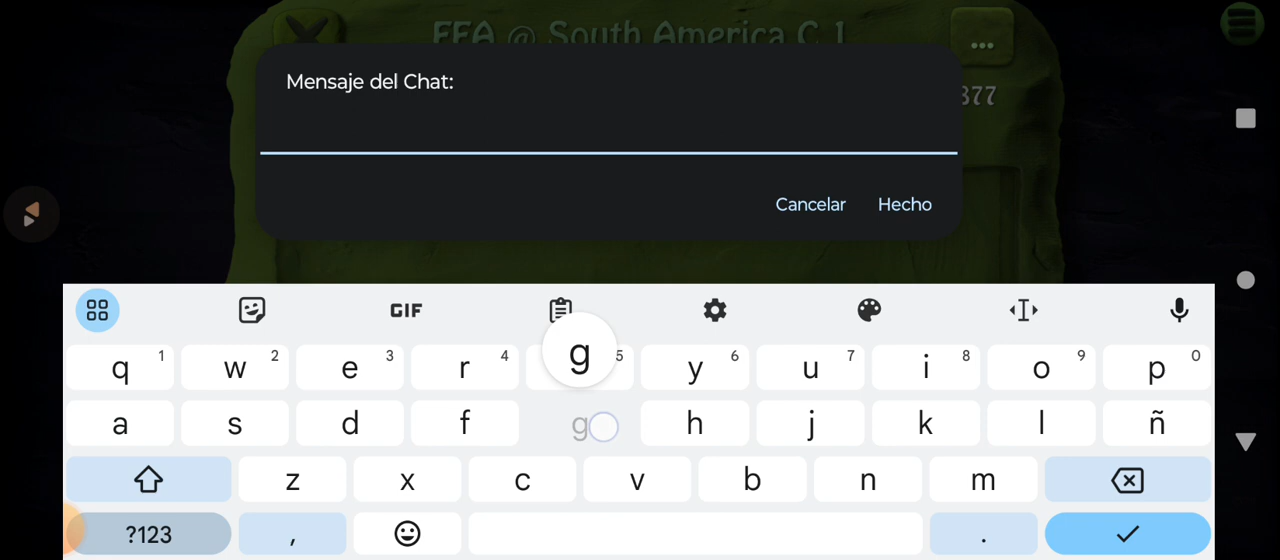 FFA @ South America C 1
...
Mensaje del Chat:
377
Cancelar Hecho
GIF
g
q 1 w 2 e 3 r 4 5 y 6 u 7 i 8 o 9 p 0
a s d f g h j k l ñ
z x c v b n m
?123 , .